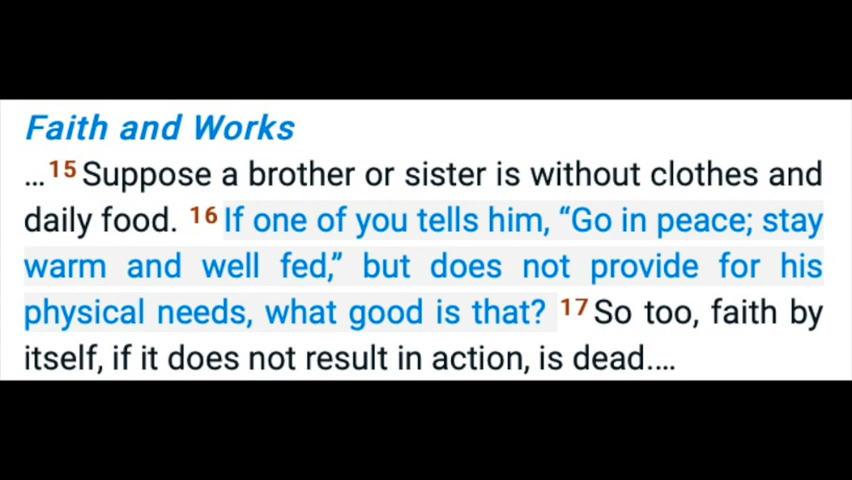 Faith and Works
...15 Suppose a brother or sister is without clothes and
daily food. 16 If one of you tells him, “Go in peace; stay
warm and well fed,” but does not provide for his
physical needs, what good is that? 17 So too, faith by
itself, if it does not result in action, is dead....